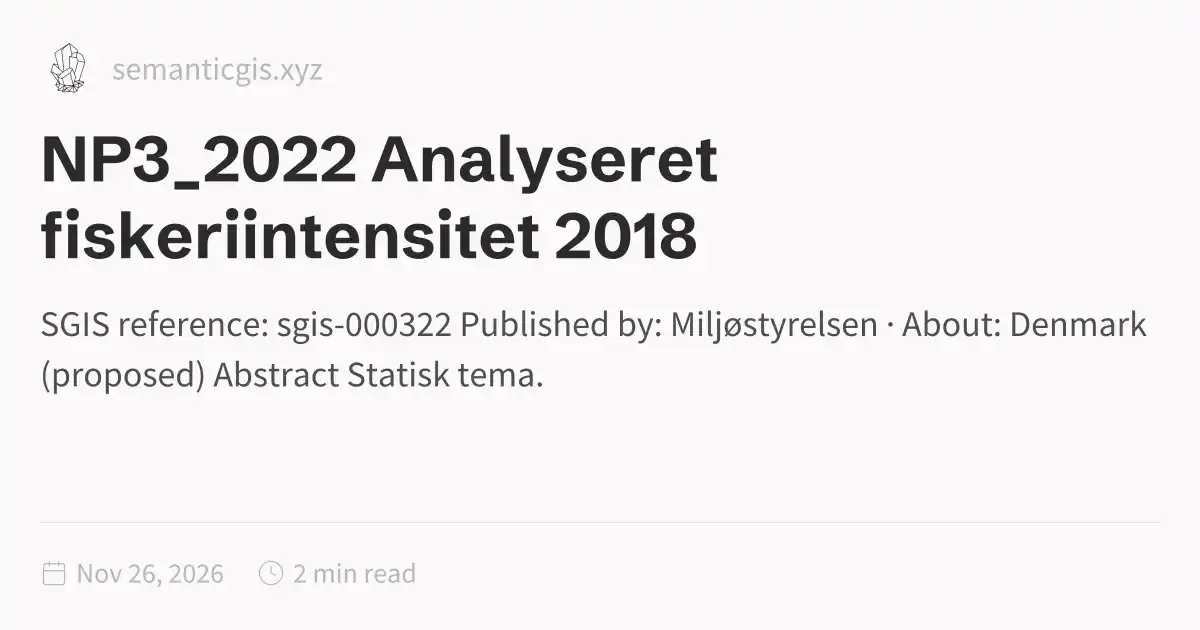 semanticgis.xyz
NP3_2022 Analyseret
fiskeriintensitet 2018
SGIS reference: sgis-000322 Published by: Miljøstyrelsen · About: Denmark
(proposed) Abstract Statisk tema.
Nov 26, 2026
2 min read